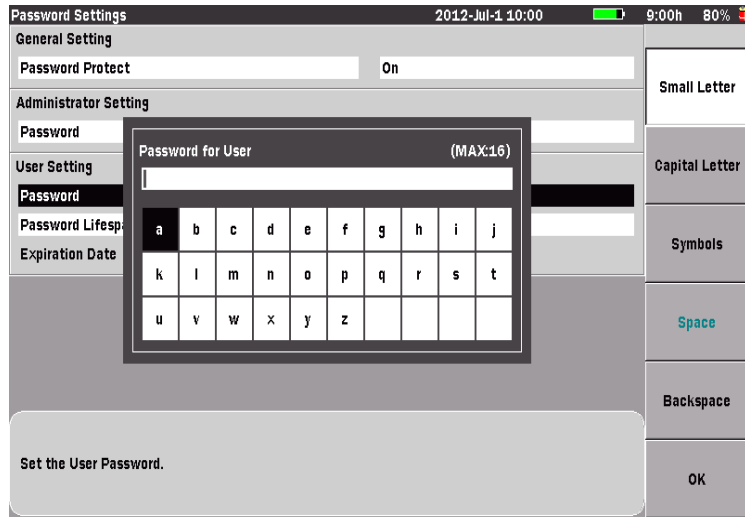 Password Settings 2012-Jul-1 10:00 9:00h 80%
General Setting
Password Protect On
Administrator Setting
Password
User Setting
Password
Password Lifesp
Expiration Date
Password for User (MAX:16)
a b c d e f g h i j
k l m n o p q r s t
u v w x y z
Set the User Password.
Small Letter
Capital Letter
Symbols
Space
Backspace
OK